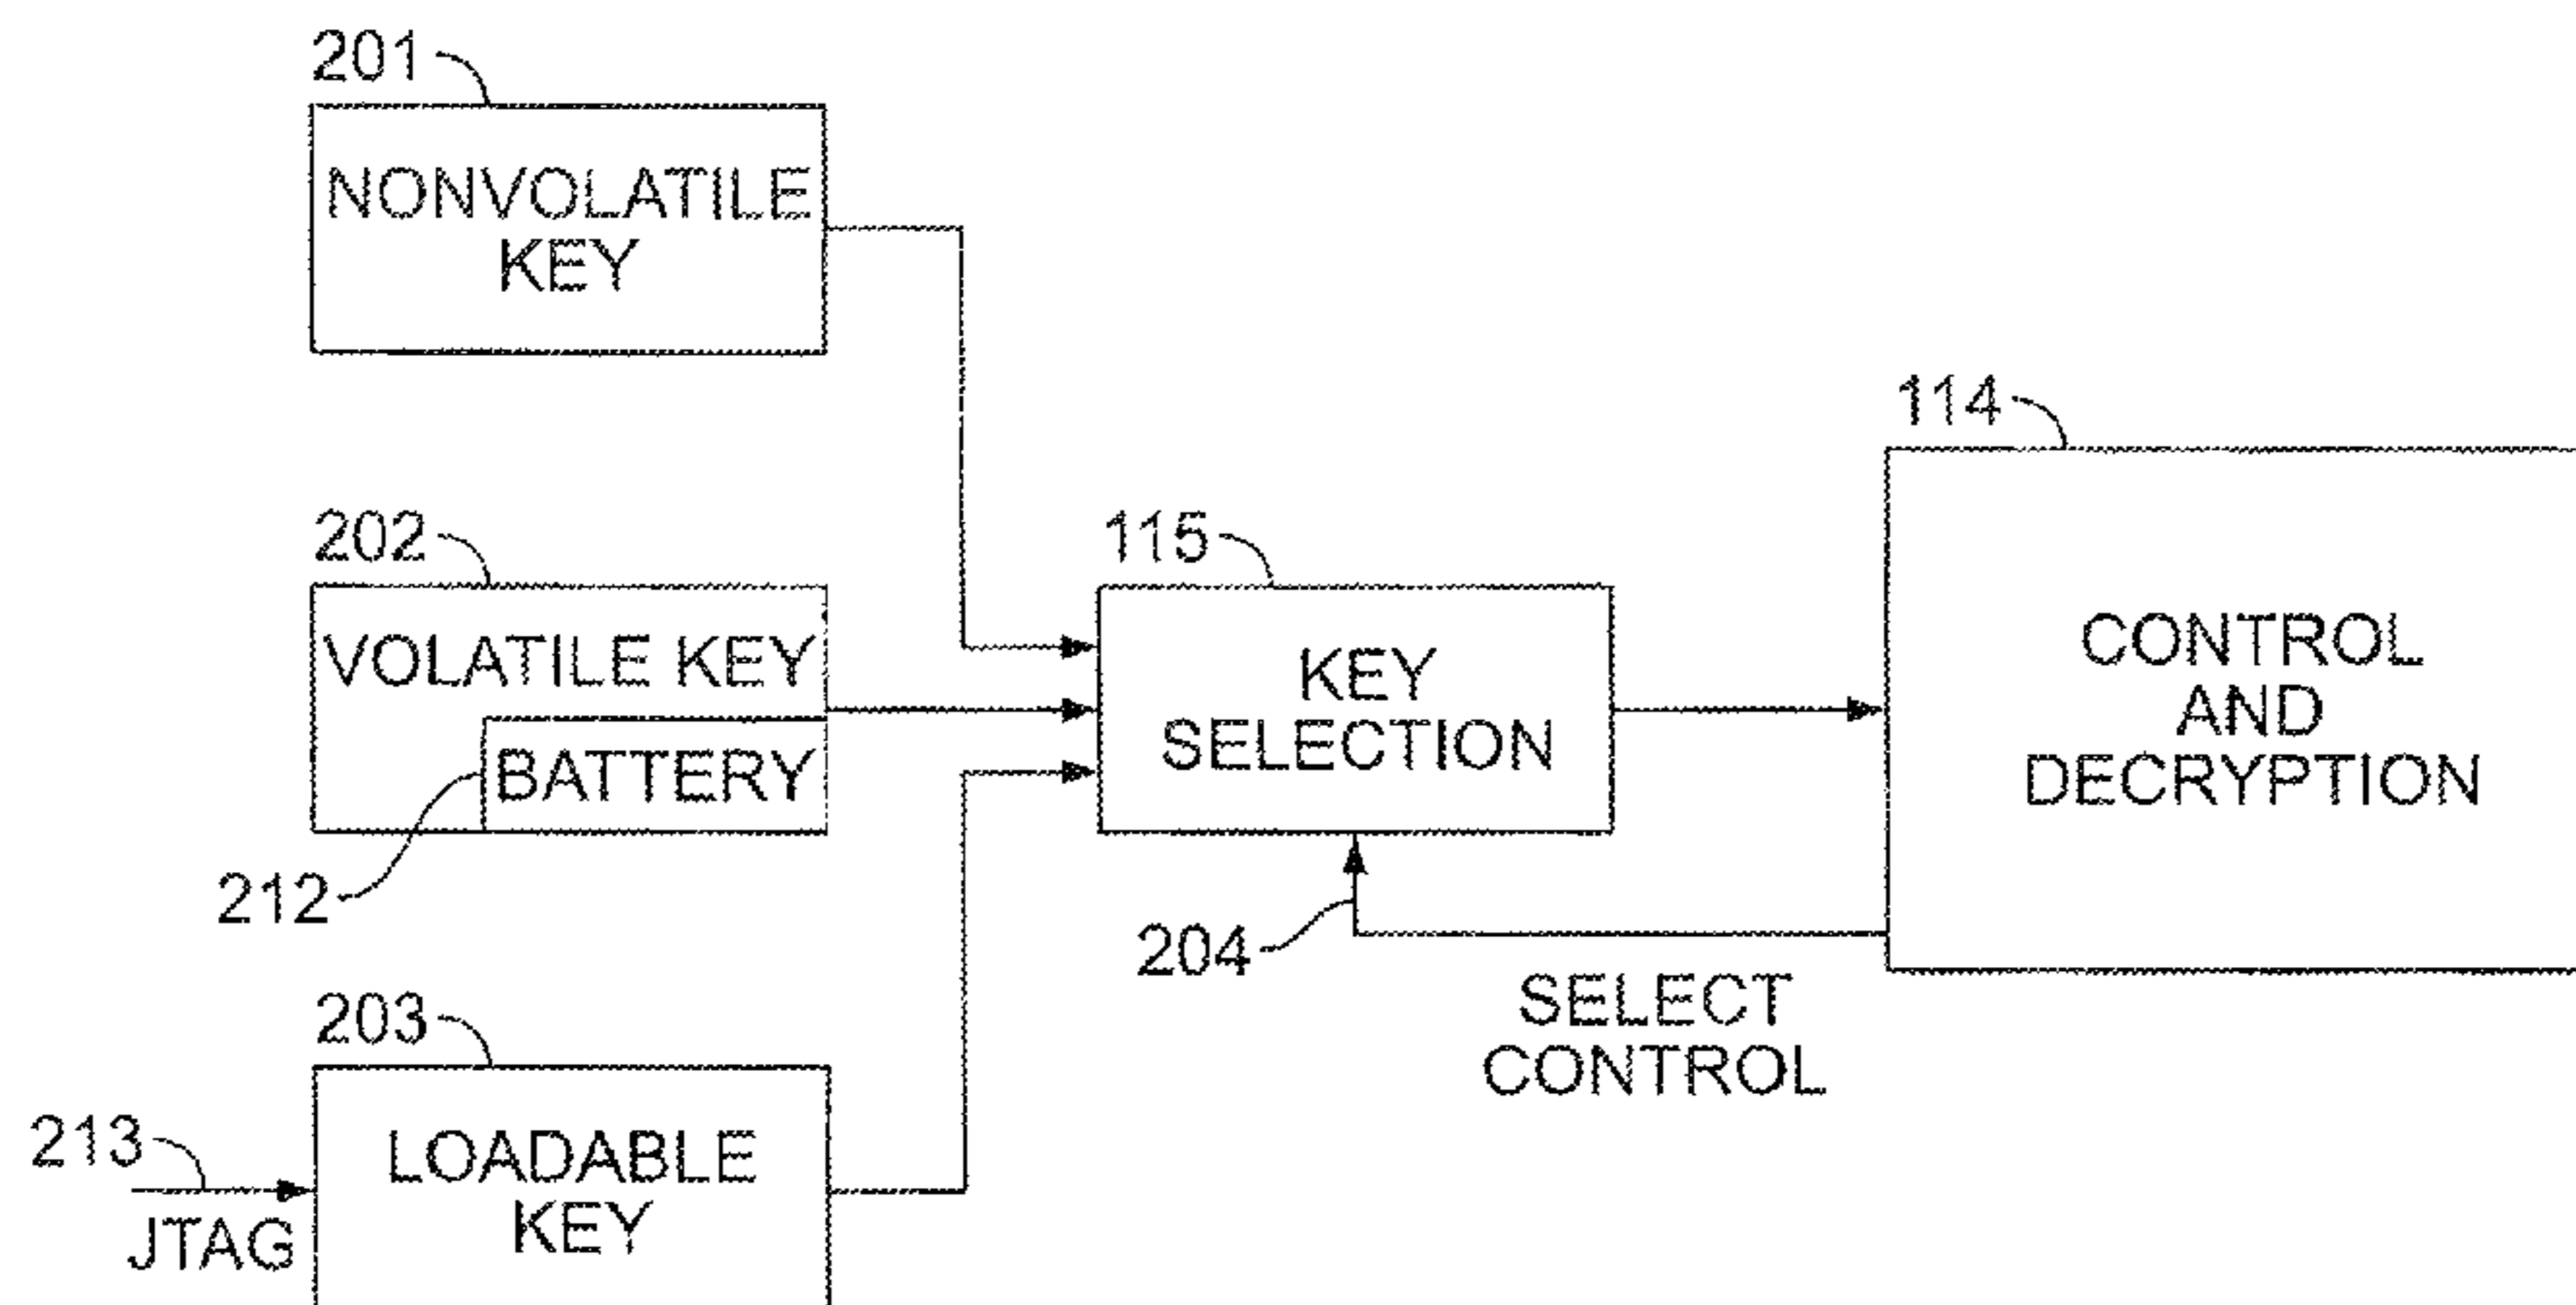 201
NONVOLATILE
KEY
114
202
115
VOLATILE KEY
BATTERY
KEY
SELECTION
CONTROL
AND
DECRYPTION
212
204
SELECT
CONTROL
203
213
LOADABLE
KEY
JTAG